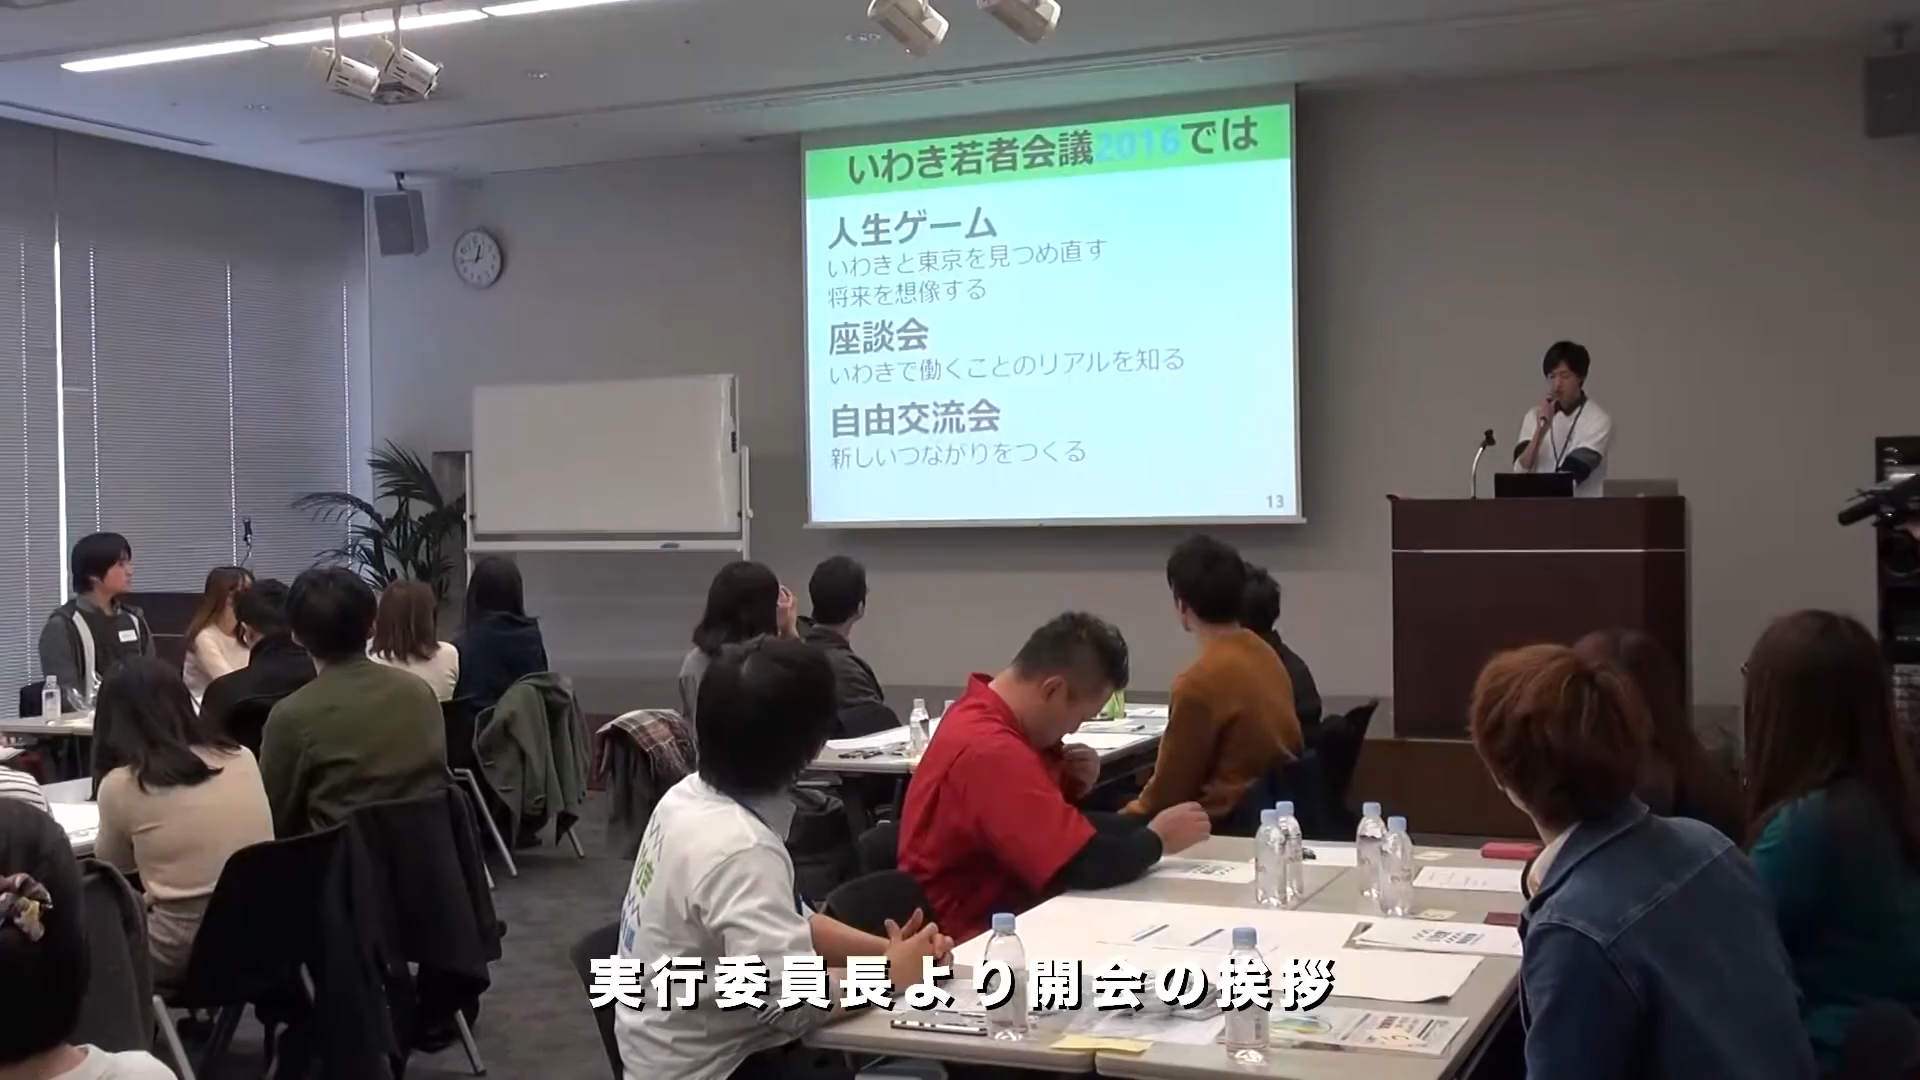 いわき若者会議2016では
人生ゲーム
いわきと東京を見つめ直す
将来を想像する
座談会
いわきで働くことのリアルを知る
自由交流会
新しいつながりをつくる
13
実行委員長より開会の挨拶